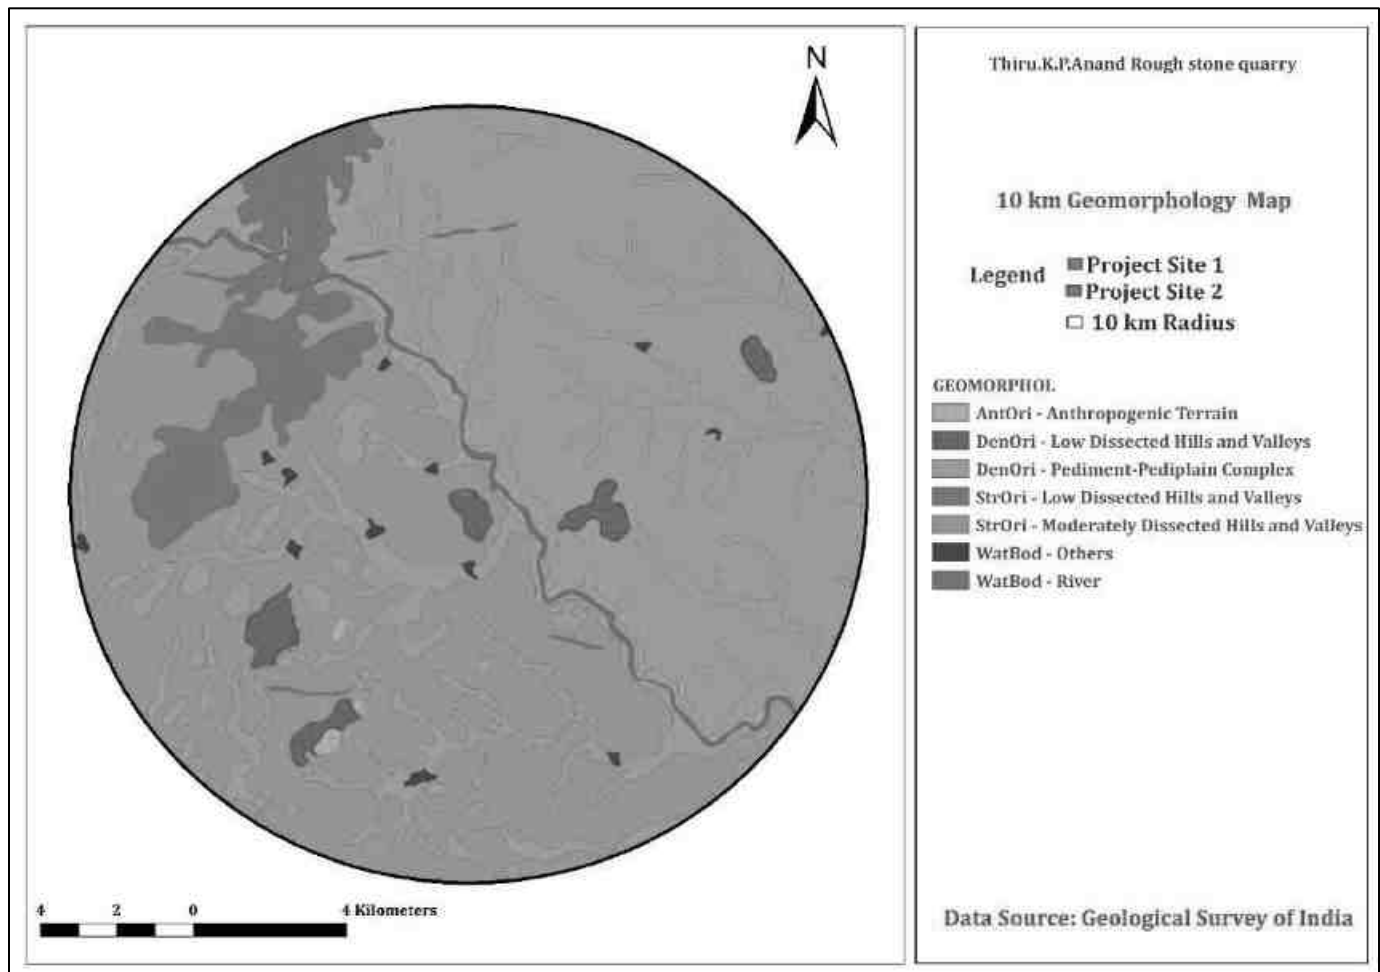 N
4 2 0 4 Kilometers
Thiru.K.P.Anand Rough stone quarry
10 km Geomorphology Map
Legend
Project Site 1
Project Site 2
10 km Radius
GEOMORPHOL
AntOri - Anthropogenic Terrain
DenOri - Low Dissected Hills and Valleys
DenOri - Pediment-Pediplain Complex
StrOri - Low Dissected Hills and Valleys
StrOri - Moderately Dissected Hills and Valleys
WatBod - Others
WatBod - River
Data Source: Geological Survey of India